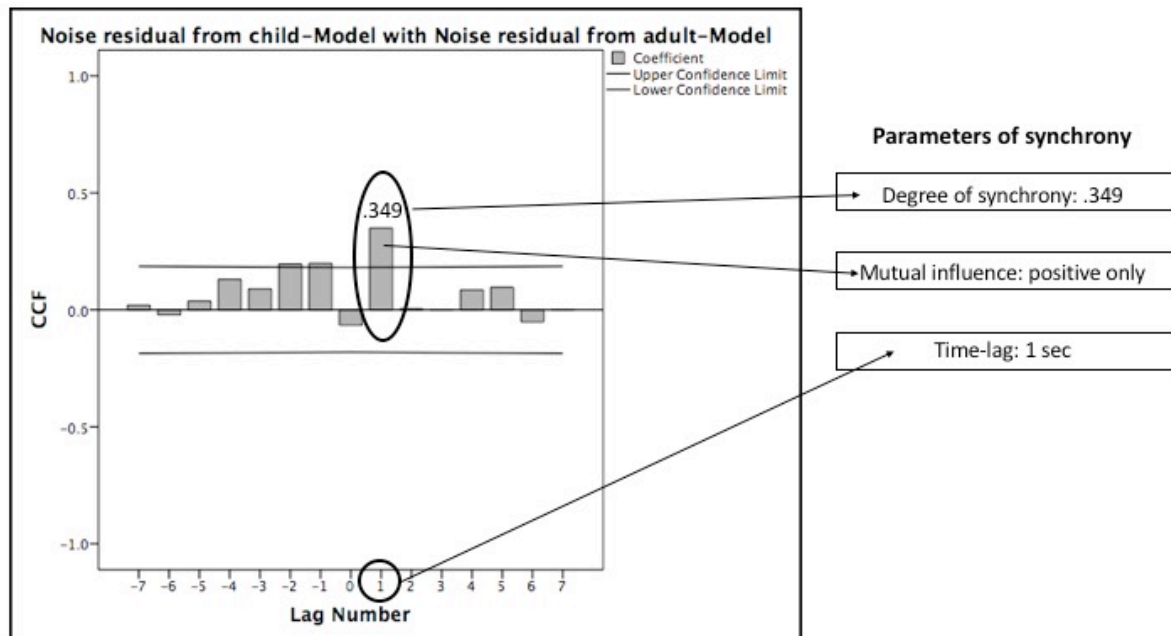 Noise residual from child-Model with Noise residual from adult-Model
Coefficient
Upper Confidence Limit
Lower Confidence Limit
1.0
0.5
0.0
-0.5
-1.0
CCF
.349
-7 -6 -5 -4 -3 -2 -1 0 1 2 3 4 5 6 7
Lag Number
Parameters of synchrony
Degree of synchrony: .349
Mutual influence: positive only
Time-lag: 1 sec